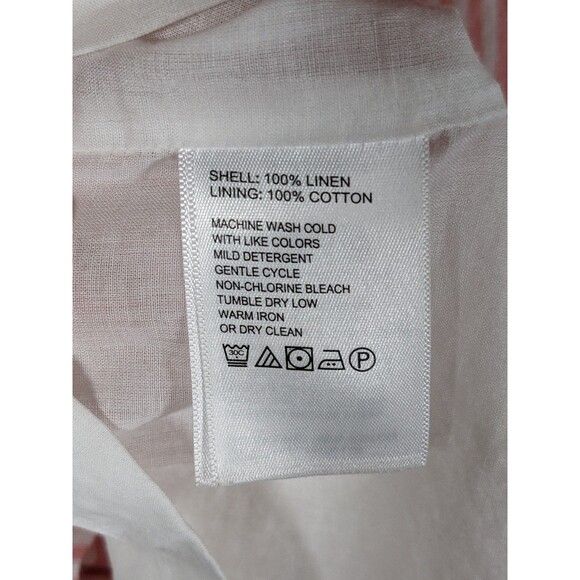 SHELL: 100% LINEN
LINING: 100% COTTON
MACHINE WASH COLD
WITH LIKE COLORS
MILD DETERGENT
GENTLE CYCLE
NON-CHLORINE BLEACH
TUMBLE DRY LOW
WARM IRON
OR DRY CLEAN
30C P